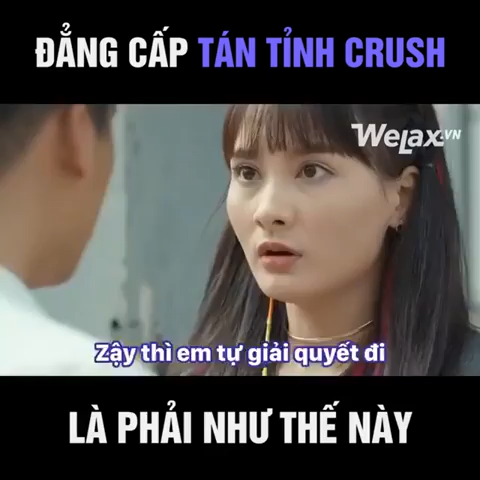 ĐẲNG CẤP TÁN TỈNH CRUSH
WeLax.VN
Zậy thì em tự giải quyết đi
LÀ PHẢI NHƯ THẾ NÀY